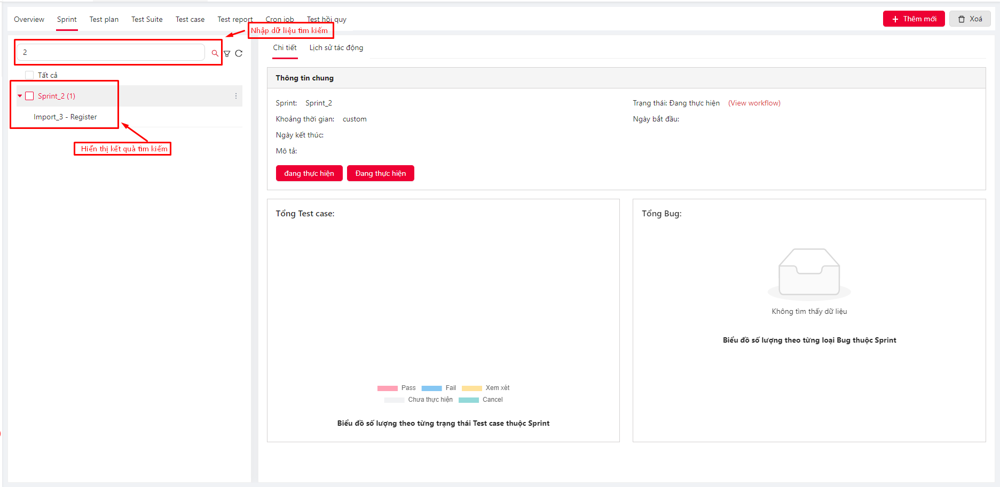 Overview Sprint Test plan Test Suite Test case Test report Cron job Test hồi quy Thêm mới Xoá
Nhập dữ liệu tìm kiếm
2
Tất cả
Sprint_2 (1)
Import_3 - Register
Hiển thị kết quả tìm kiếm
Chi tiết Lịch sử tác động
Thông tin chung
Sprint: Sprint_2 Trạng thái: Đang thực hiện (View workflow)
Khoảng thời gian: custom Ngày bắt đầu:
Ngày kết thúc:
Mô tả:
đang thực hiện Đang thực hiện
Tổng Test case:
Pass Fail Xem xét
Chưa thực hiện Cancel
Biểu đồ số lượng theo từng trạng thái Test case thuộc Sprint
Tổng Bug:
Không tìm thấy dữ liệu
Biểu đồ số lượng theo từng loại Bug thuộc Sprint